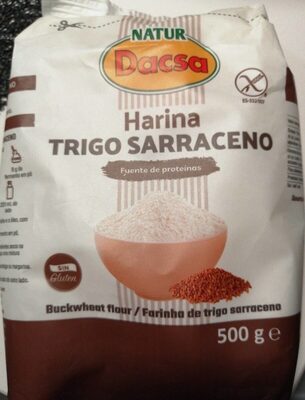 NATUR
Dacsa
Harina
TRIGO SARRACENO
Fuente de proteínas
SIN
Gluten
Buckwheat flour / Farinha de trigo sarraceno
500 g e